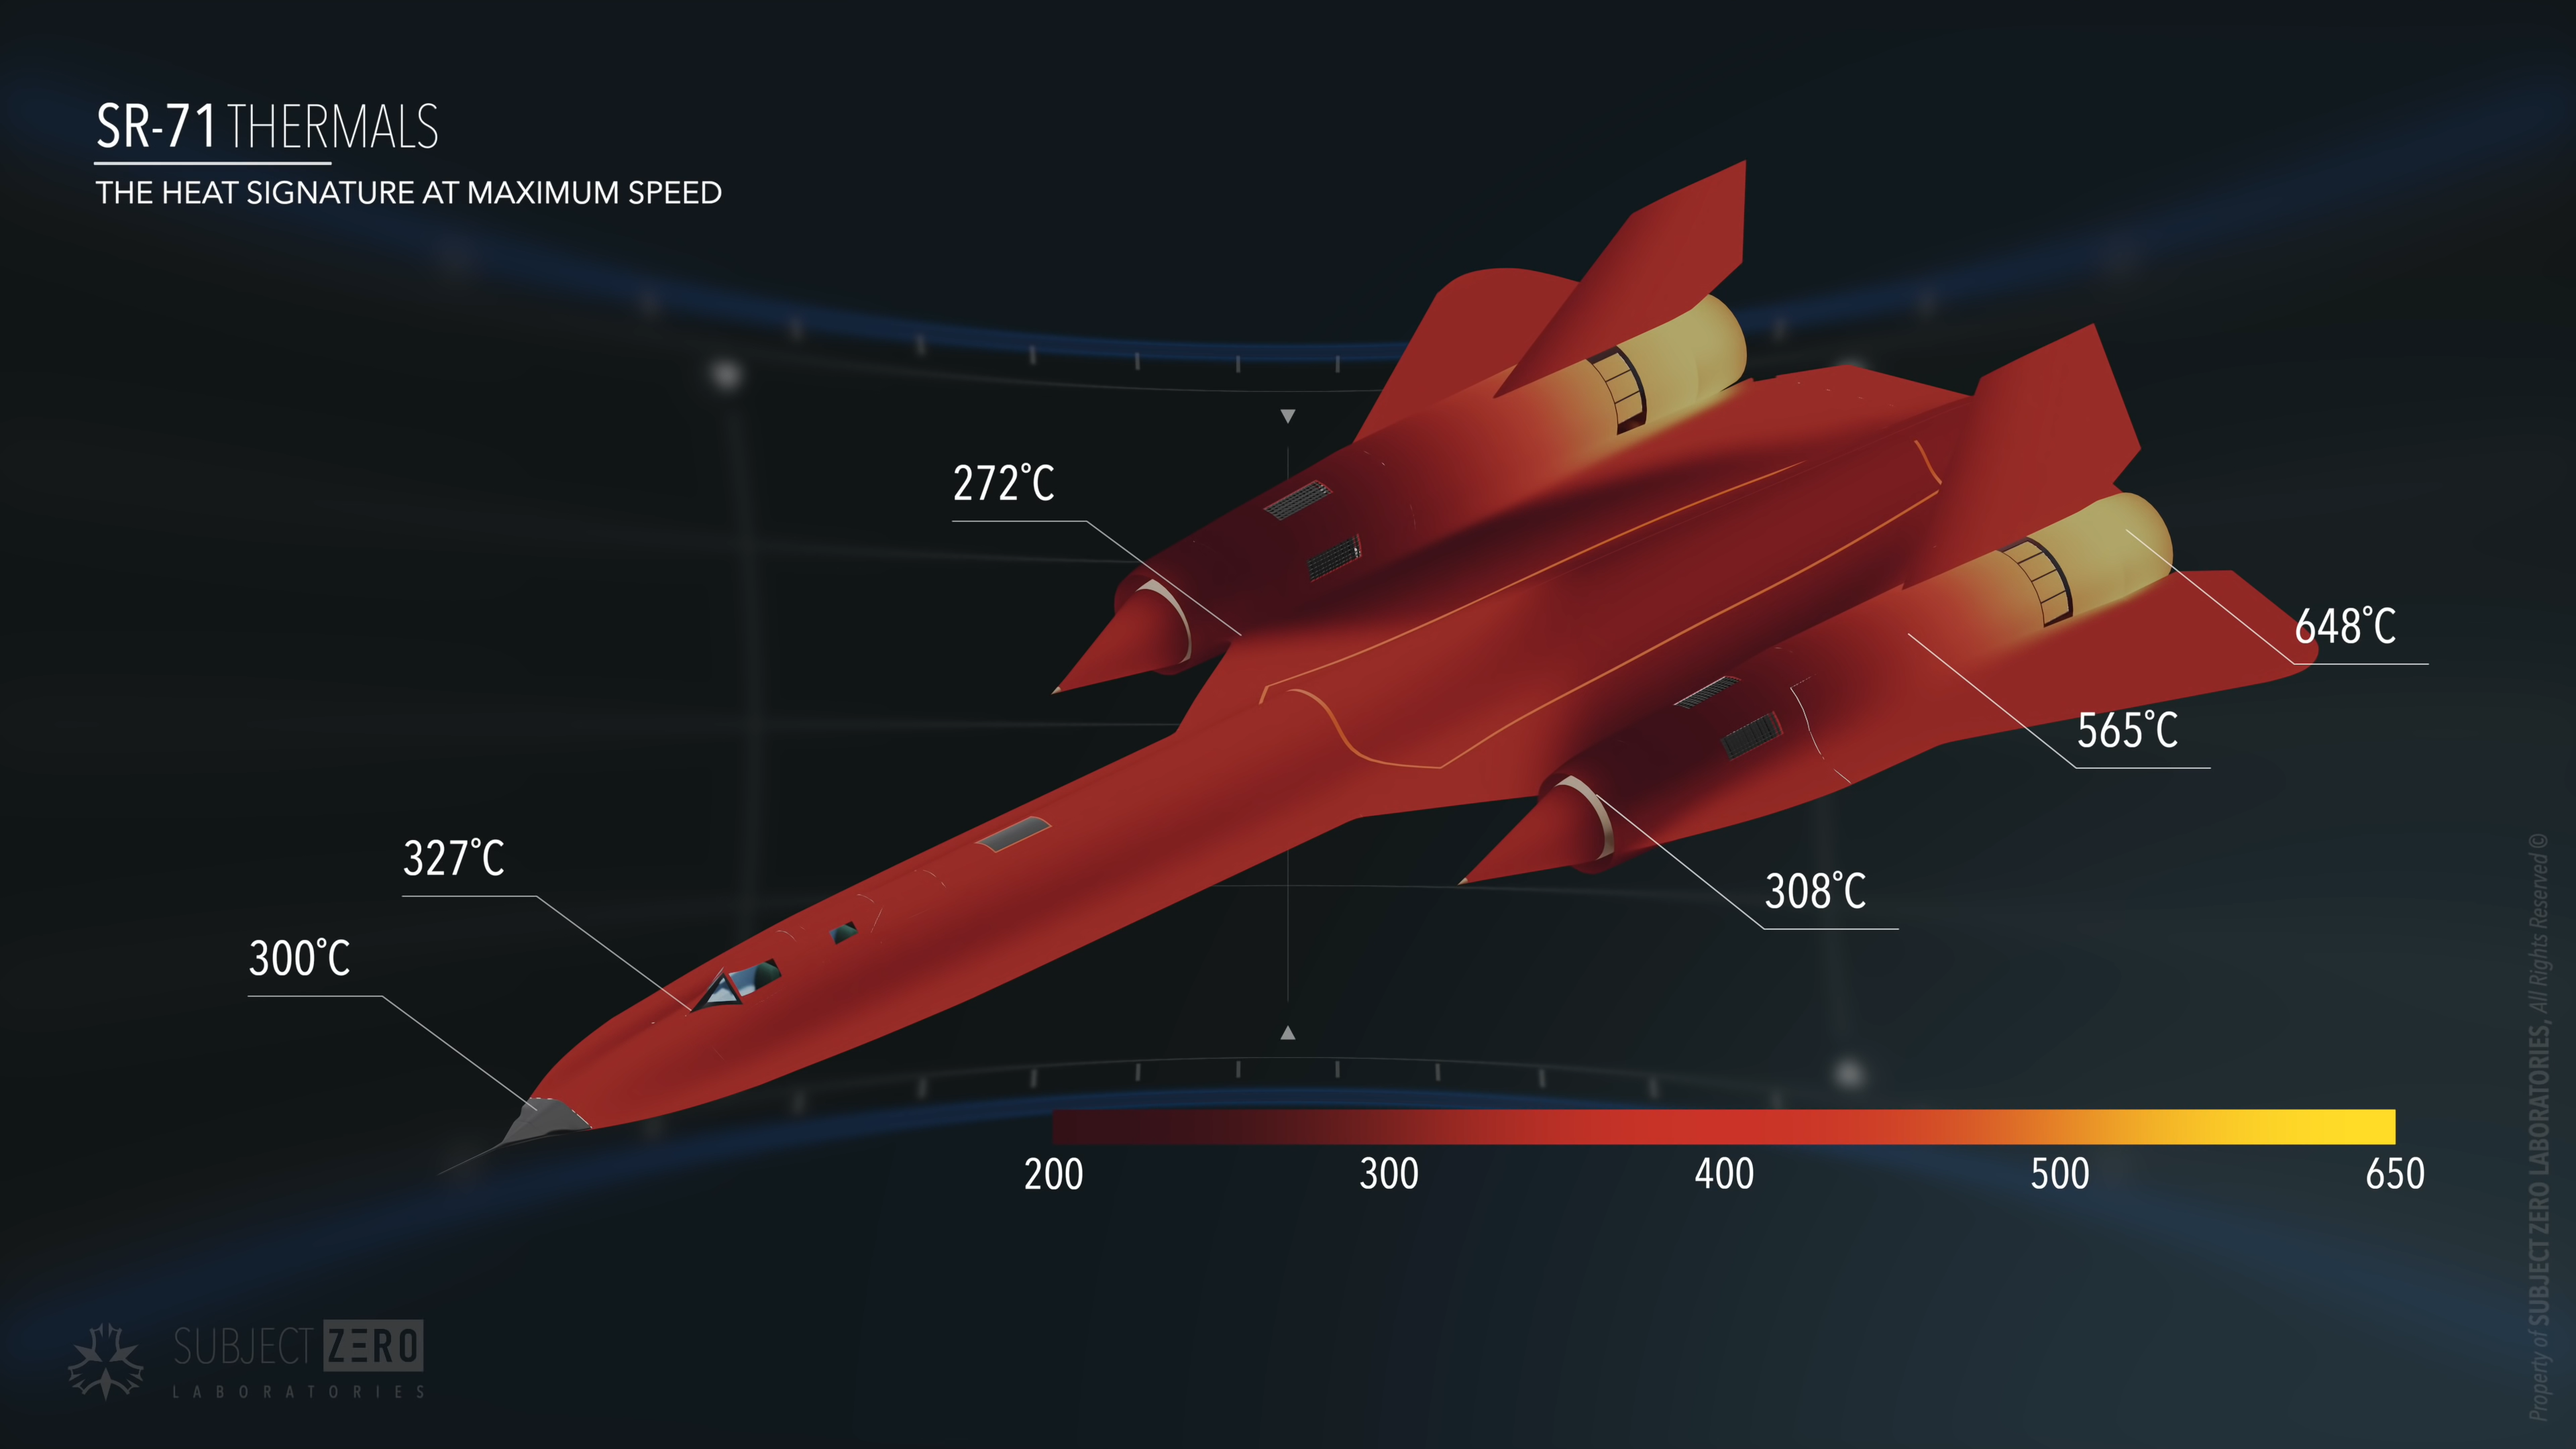 SR-71 THERMALS
THE HEAT SIGNATURE AT MAXIMUM SPEED
272°C
648°C
565°C
327°C
308°C
300°C
200 300 400 500 650
SUBJECT ZERO
LABORATORIES
Property of SUBJECT ZERO LABORATORIES, All Rights Reserved ©